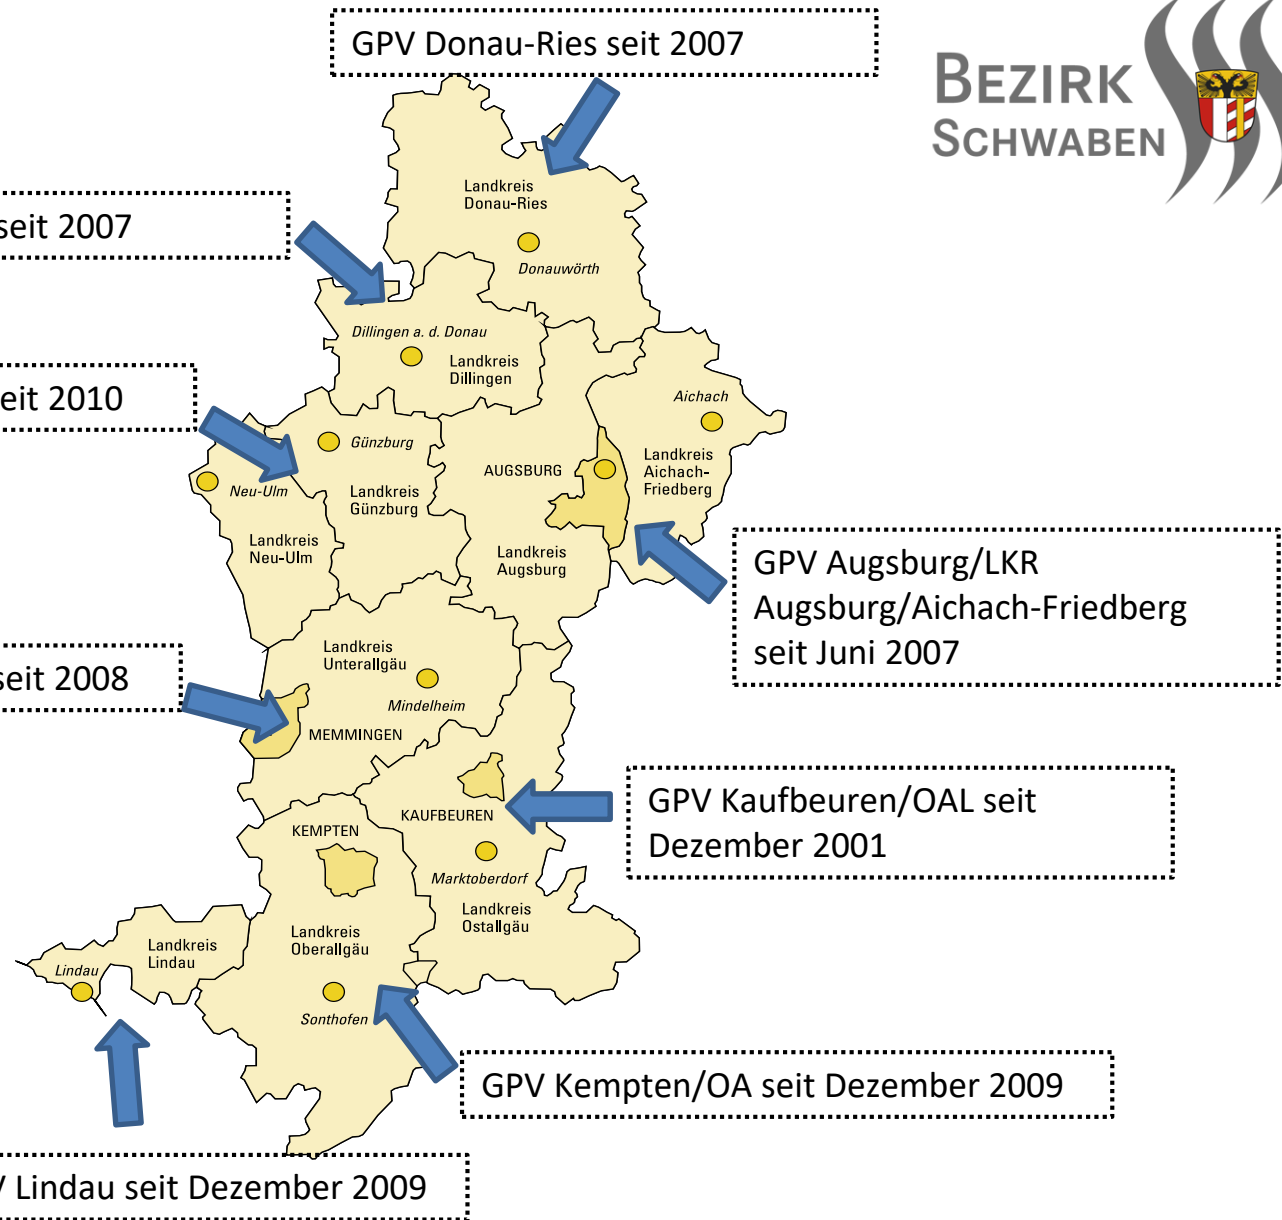 GPV Donau-Ries seit 2007
BEZIRK
SCHWABEN
Landkreis
Donau-Ries
Donauwörth
seit 2007
Dillingen a. d. Donau
Landkreis
Dillingen
seit 2010
Aichach
Günzburg
AUGSBURG
Landkreis
Aichach-
Friedberg
Neu-Ulm
Landkreis
Günzburg
Landkreis
Neu-Ulm
Landkreis
Augsburg
GPV Augsburg/LKR
Augsburg/Aichach-Friedberg
seit Juni 2007
Landkreis
Unterallgäu
seit 2008
Mindelheim
MEMMINGEN
GPV Kaufbeuren/OAL seit
Dezember 2001
KAUFBEUREN
KEMPTEN
Marktoberdorf
Landkreis
Ostallgäu
Landkreis
Oberallgäu
Landkreis
Lindau
Lindau
Sonthofen
GPV Kempten/OA seit Dezember 2009
V Lindau seit Dezember 2009